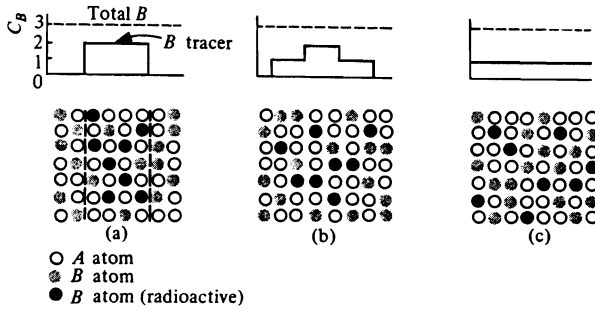 C_B
3
2
1
0
Total B
B tracer
(a)
(b)
(c)
A atom
B atom
B atom (radioactive)